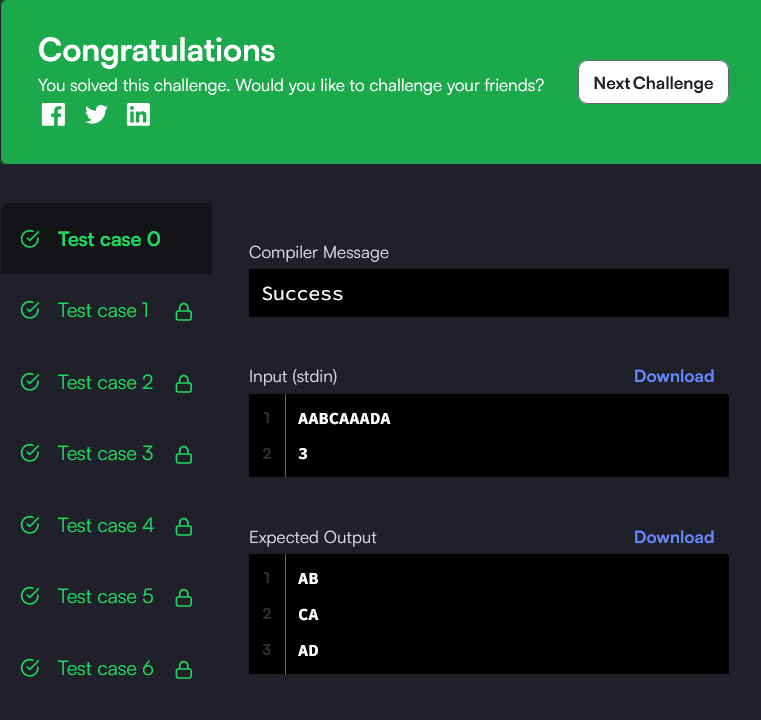 Congratulations
You solved this challenge. Would you like to challenge your friends?
Next Challenge
Test case 0
Test case 1
Test case 2
Test case 3
Test case 4
Test case 5
Test case 6
Compiler Message
Success
Input (stdin)
Download
1 AABCAAADA
2 3
Expected Output
Download
1 AB
2 CA
3 AD